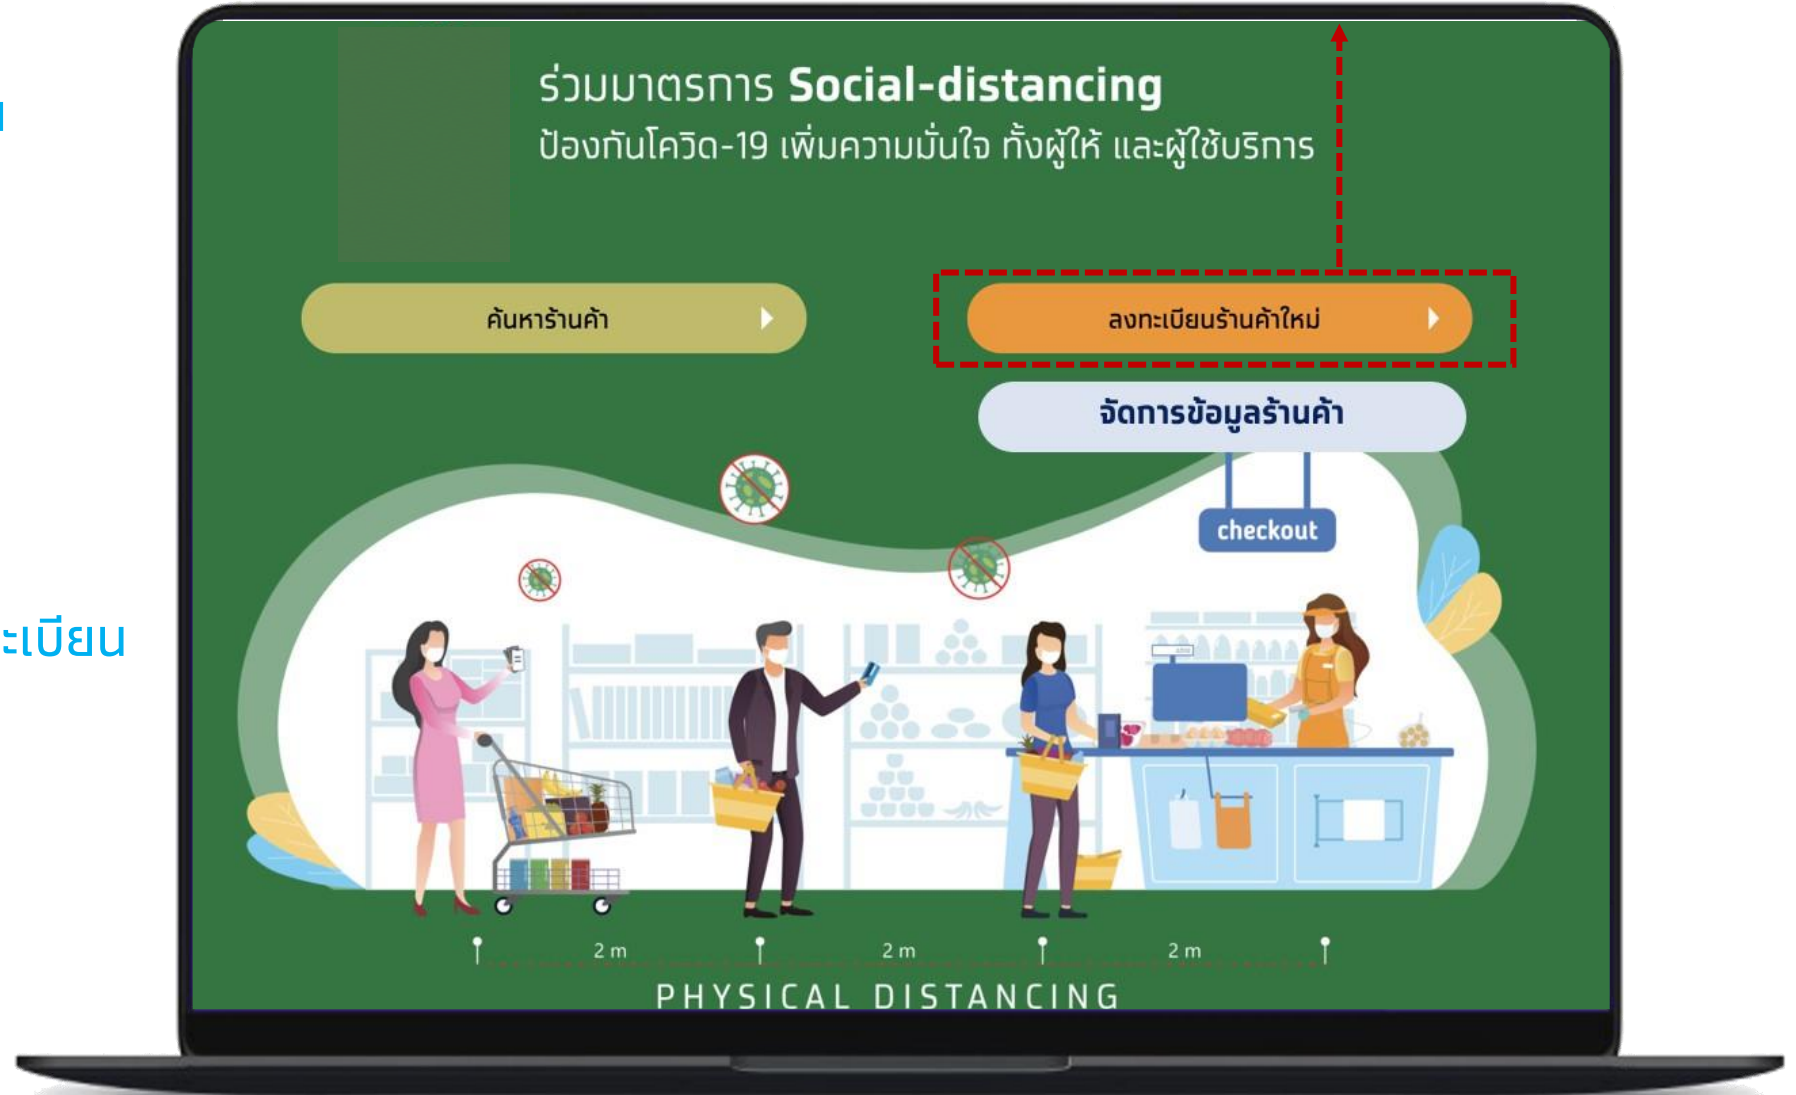 ร่วมมาตรการ Social-distancing
ป้องกันโควิด-19 เพิ่มความมั่นใจ ทั้งผู้ให้ และผู้ใช้บริการ
ค้นหาร้านค้า
ลงทะเบียนร้านค้าใหม่
จัดการข้อมูลร้านค้า
checkout
ะเบียน
2 m
2 m
2 m
PHYSICAL DISTANCING